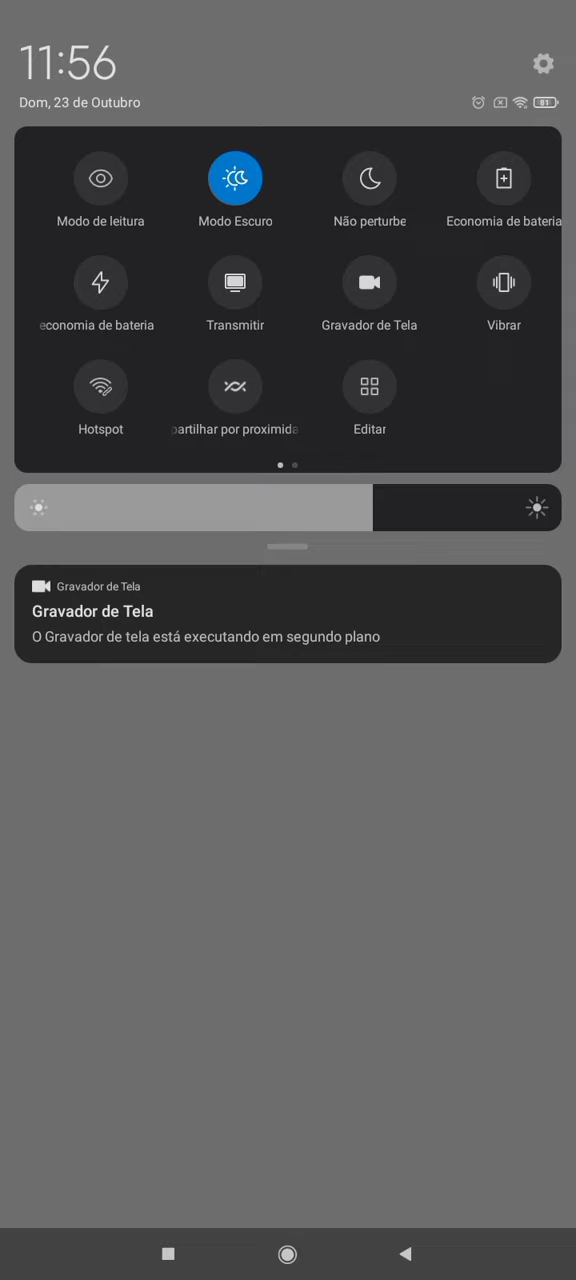 11:56
Dom, 23 de Outubro
81
Modo de leitura
Modo Escuro
Não perturbe
Economia de bateria
economia de bateria
Transmitir
Gravador de Tela
Vibrar
Hotspot
partilhar por proximida
Editar
Gravador de Tela
Gravador de Tela
O Gravador de tela está executando em segundo plano